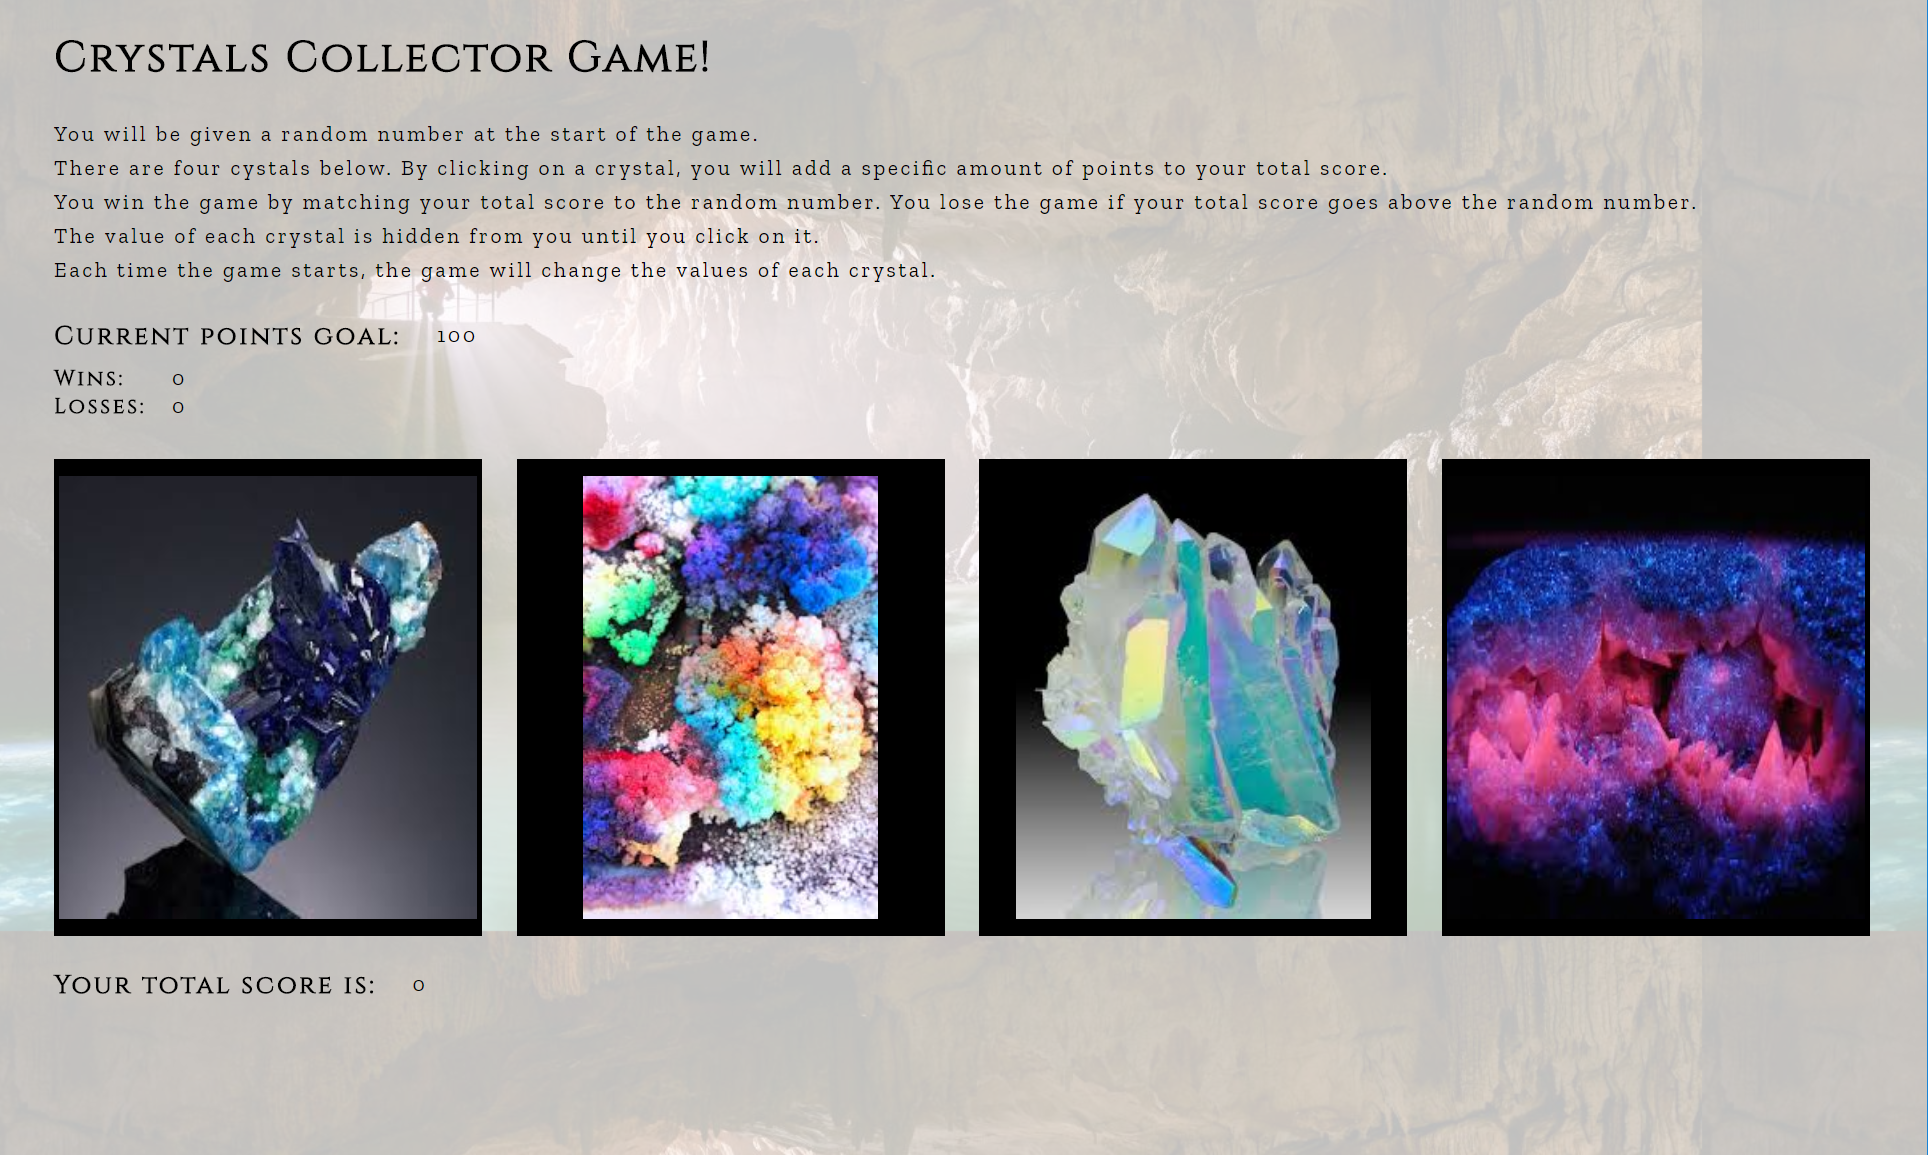 Crystals Collector Game!
You will be given a random number at the start of the game.
There are four cystals below. By clicking on a crystal, you will add a specific amount of points to your total score.
You win the game by matching your total score to the random number. You lose the game if your total score goes above the random number.
The value of each crystal is hidden from you until you click on it.
Each time the game starts, the game will change the values of each crystal.
Current points goal: 100
Wins: 0
Losses: 0
Your total score is: 0